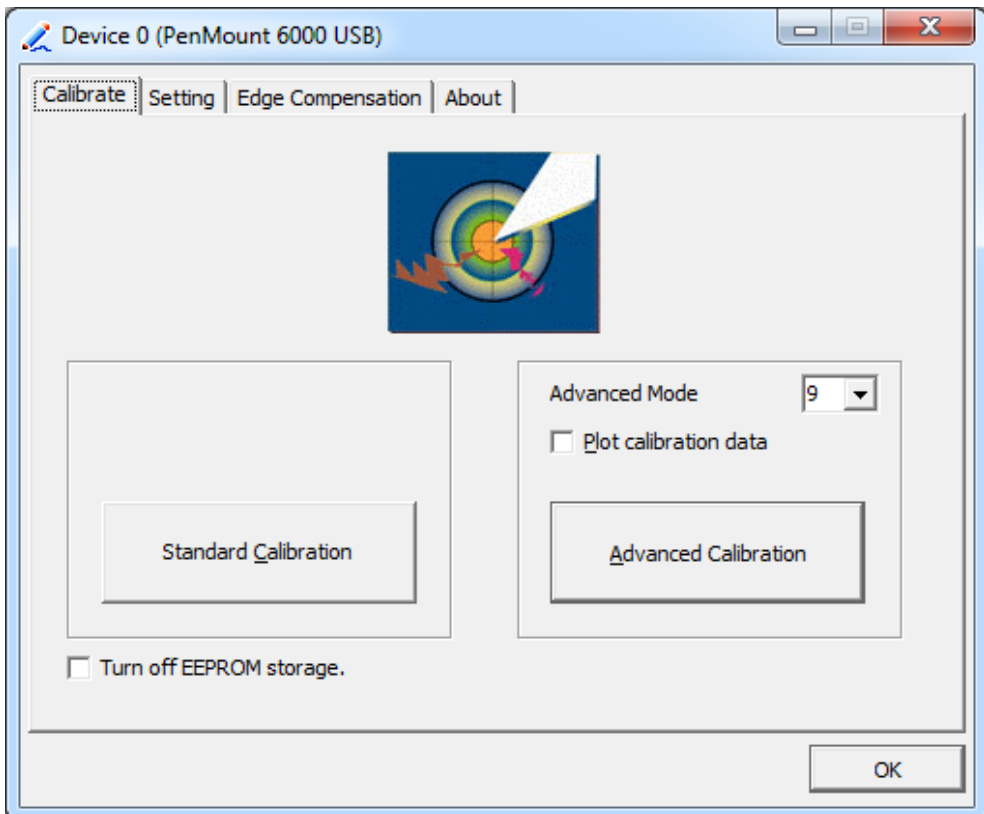 Device 0 (PenMount 6000 USB)
Calibrate Setting Edge Compensation About
Advanced Mode 9
Plot calibration data
Standard Calibration
Advanced Calibration
Turn off EEPROM storage.
OK